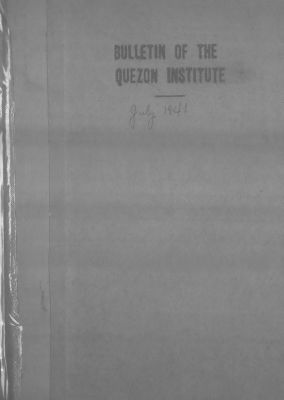 BULLETIN OF THE
QUEZON INSTITUTE
July 1941